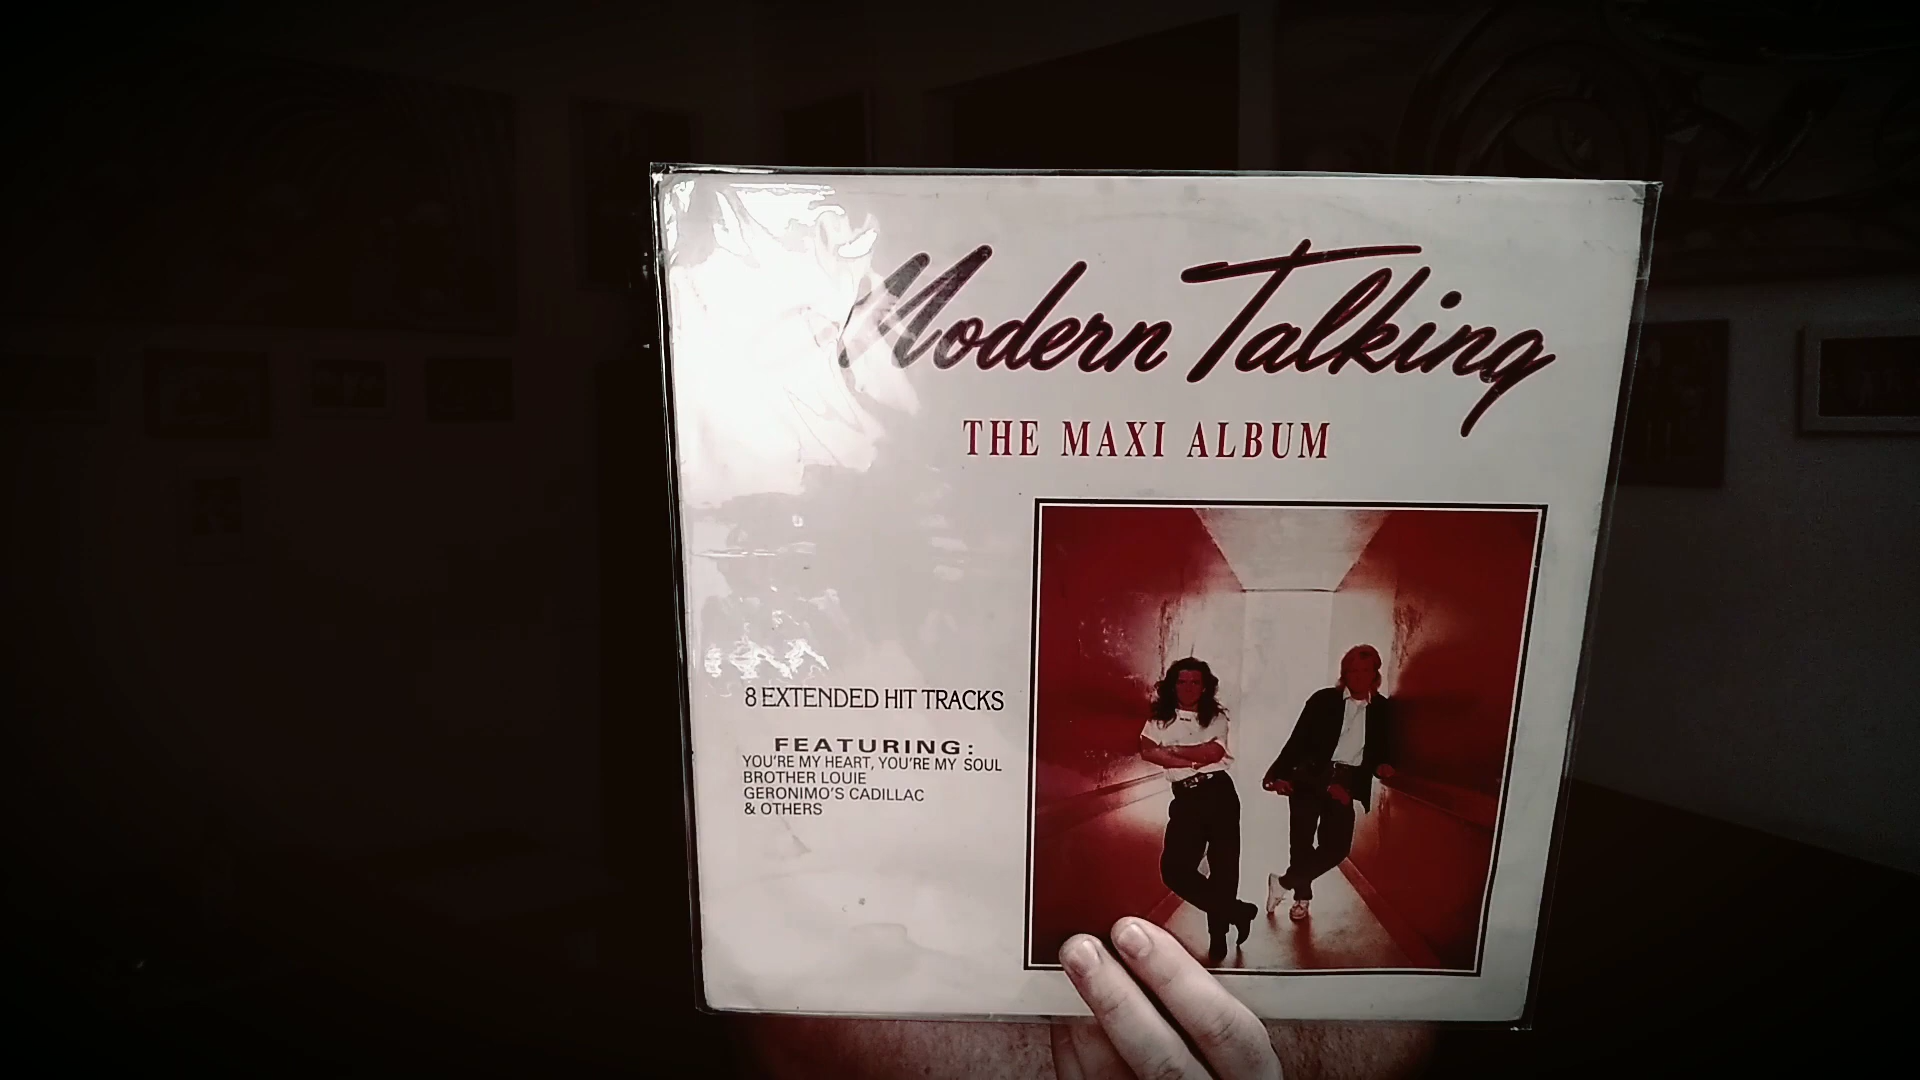 Modern Talking
THE MAXI ALBUM
8 EXTENDED HIT TRACKS
FEATURING:
YOU'RE MY HEART, YOU'RE MY SOUL
BROTHER LOUIE
GERONIMO'S CADILLAC
& OTHERS